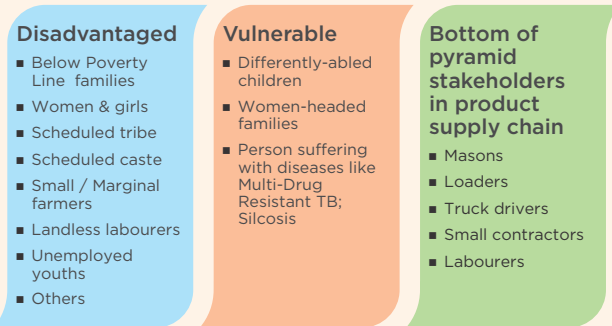 Disadvantaged
■ Below Poverty
Line families
■ Women & girls
■ Scheduled tribe
■ Scheduled caste
■ Small / Marginal
farmers
■ Landless labourers
■ Unemployed
youths
■ Others
Vulnerable
■ Differently-abled
children
■ Women-headed
families
■ Person suffering
with diseases like
Multi-Drug
Resistant TB;
Silcosis
Bottom of
pyramid
stakeholders
in product
supply chain
■ Masons
■ Loaders
■ Truck drivers
■ Small contractors
■ Labourers